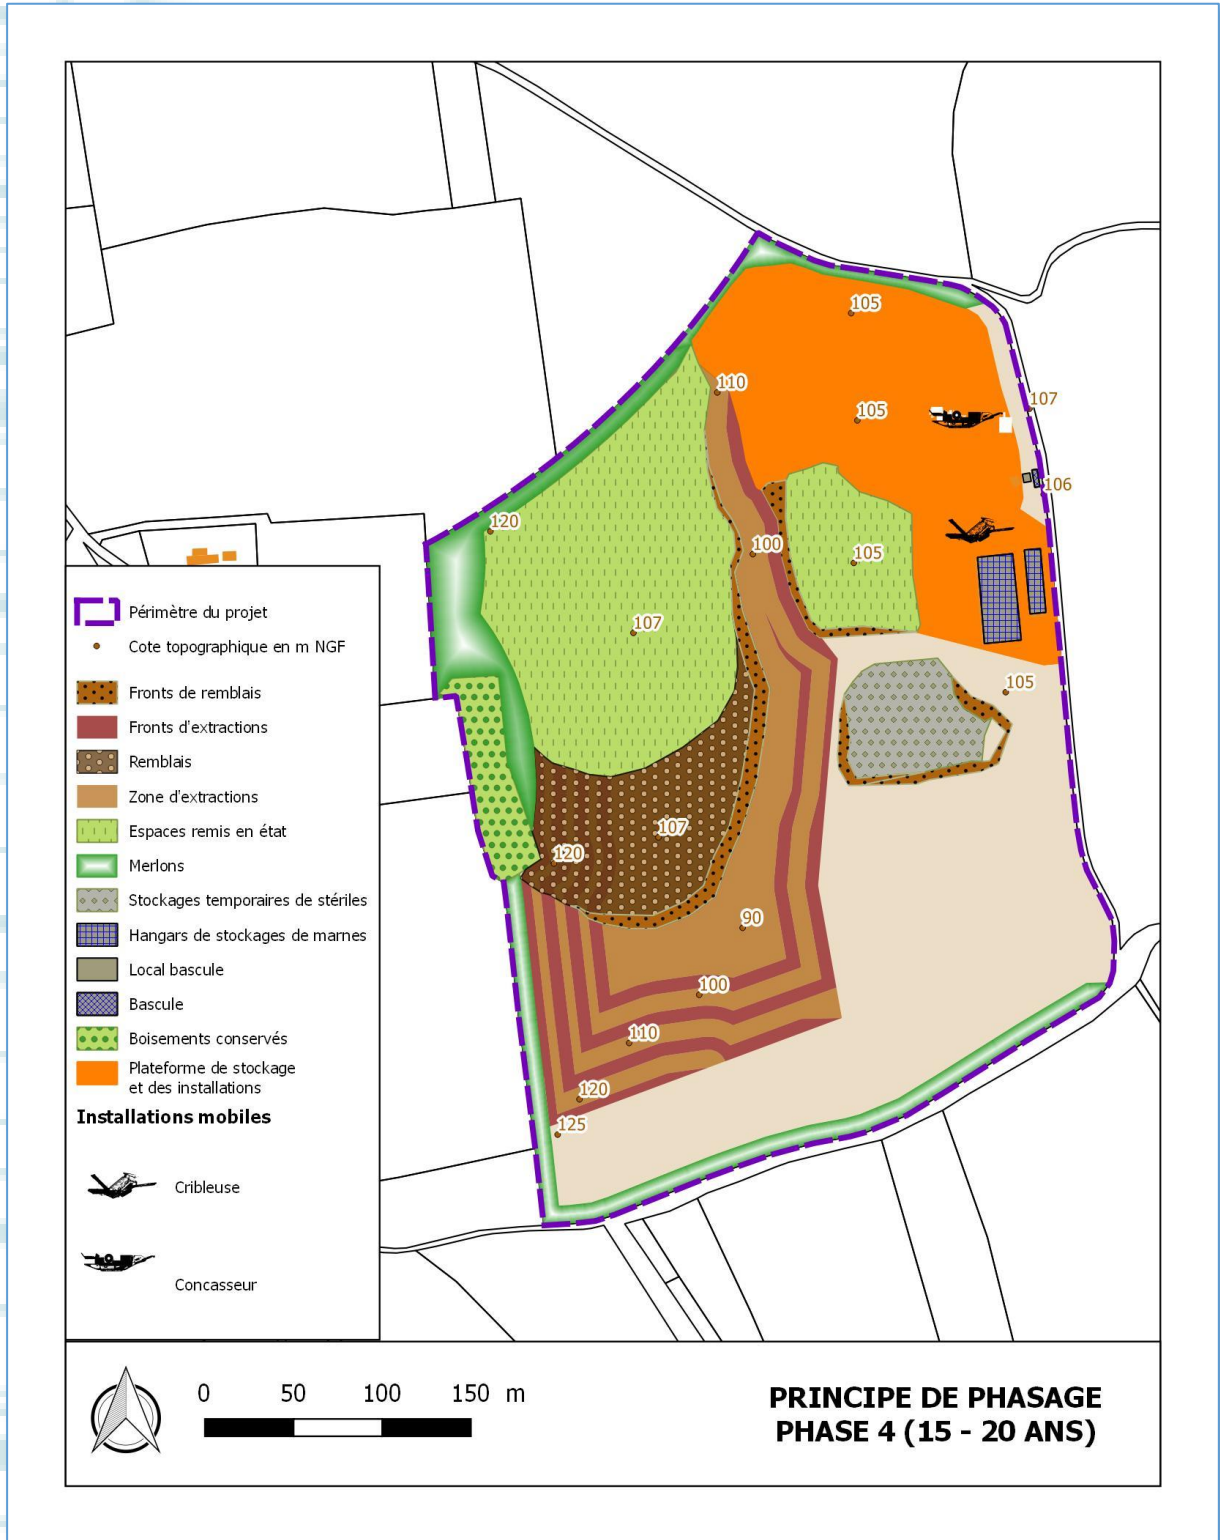 105
110
105
107
106
120
100
105
107
105
107
120
90
100
110
120
125
Périmètre du projet
Cote topographique en m NGF
Fronts de remblais
Fronts d'extractions
Remblais
Zone d'extractions
Espaces remis en état
Merlons
Stockages temporaires de stériles
Hangars de stockages de marnes
Local bascule
Bascule
Boisements conservés
Plateforme de stockage
et des installations
Installations mobiles
Cribleuse
Concasseur
0 50 100 150 m
PRINCIPE DE PHASAGE
PHASE 4 (15 - 20 ANS)